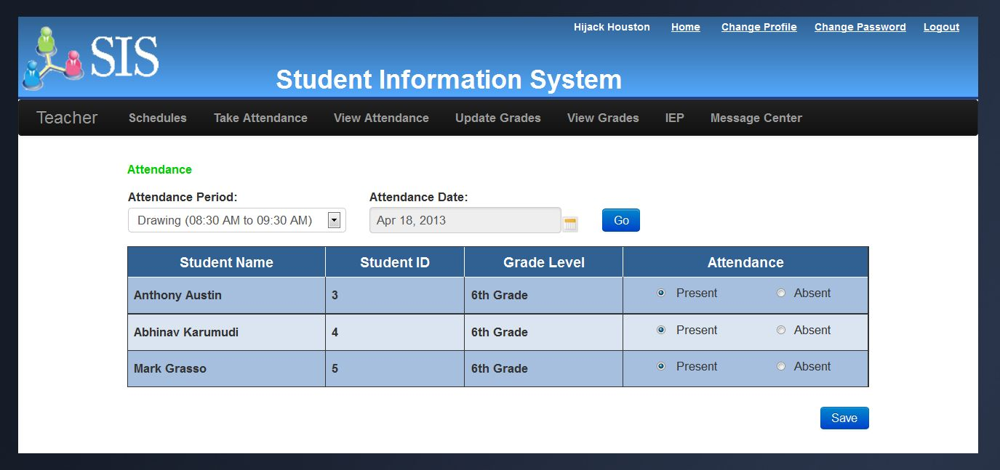 Hijack Houston Home Change Profile Change Password Logout
SIS
Student Information System
Teacher Schedules Take Attendance View Attendance Update Grades View Grades IEP Message Center
Attendance
Attendance Period: Attendance Date:
Drawing (08:30 AM to 09:30 AM) Apr 18, 2013 Go
Student Name Student ID Grade Level Attendance
Anthony Austin 3 6th Grade Present Absent
Abhinav Karumudi 4 6th Grade Present Absent
Mark Grasso 5 6th Grade Present Absent
Save